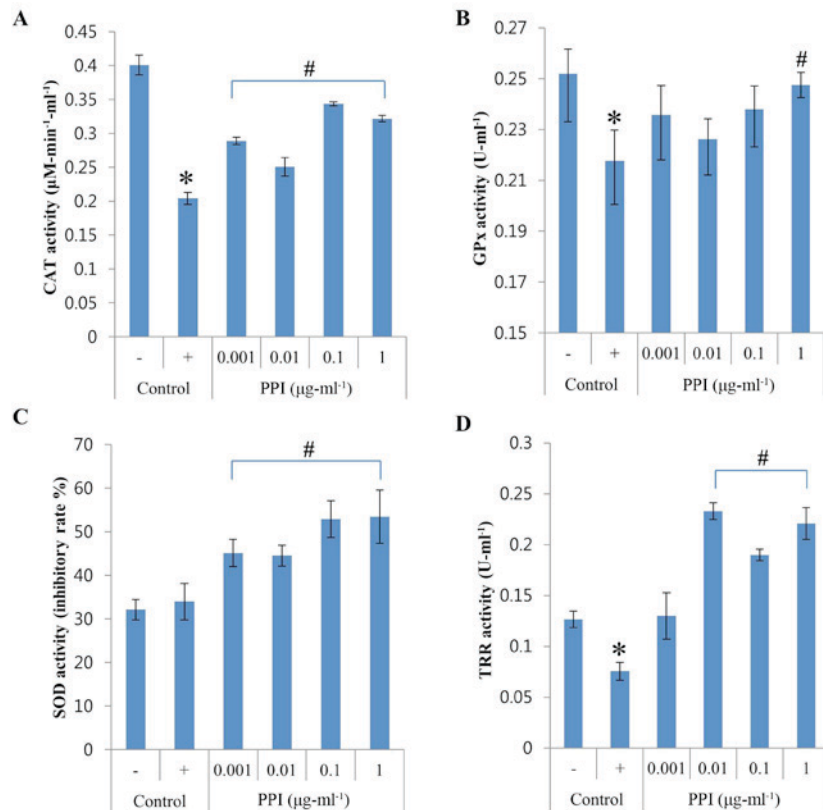 A
CAT activity (μM-min⁻¹-ml⁻¹)
0.45
0.4
0.35
0.3
0.25
0.2
0.15
0.1
0.05
0
*
#
- + 0.001 0.01 0.1 1
Control PPI (μg-ml⁻¹)
B
GPx activity (U-ml⁻¹)
0.27
0.25
0.23
0.21
0.19
0.17
0.15
*
#
- + 0.001 0.01 0.1 1
Control PPI (μg-ml⁻¹)
C
SOD activity (inhibitory rate %)
70
60
50
40
30
20
10
0
#
- + 0.001 0.01 0.1 1
Control PPI (μg-ml⁻¹)
D
TRR activity (U-ml⁻¹)
0.3
0.25
0.2
0.15
0.1
0.05
0
*
#
- + 0.001 0.01 0.1 1
Control PPI (μg-ml⁻¹)